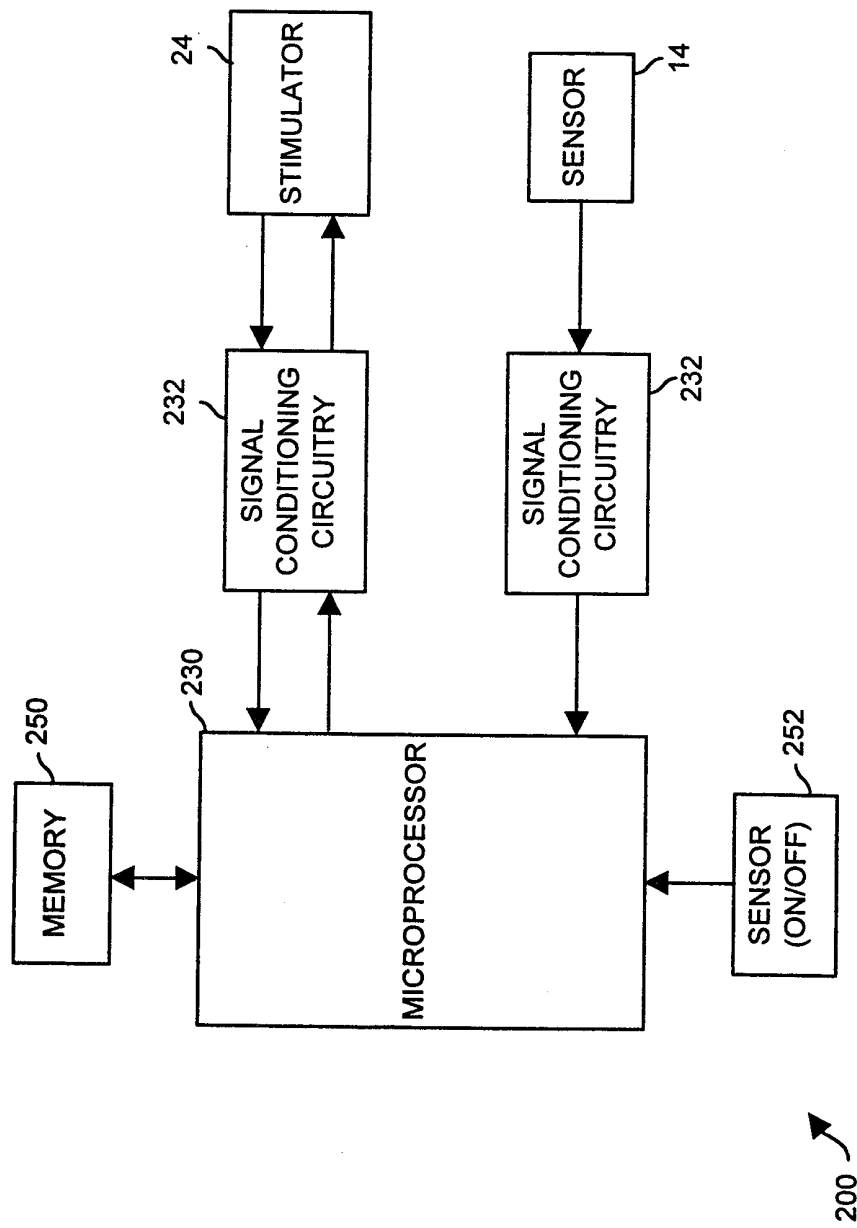 24
STIMULATOR
14
SENSOR
232
SIGNAL
CONDITIONING
CIRCUITRY
232
SIGNAL
CONDITIONING
CIRCUITRY
230
MICROPROCESSOR
250
MEMORY
252
SENSOR
(ON/OFF)
200